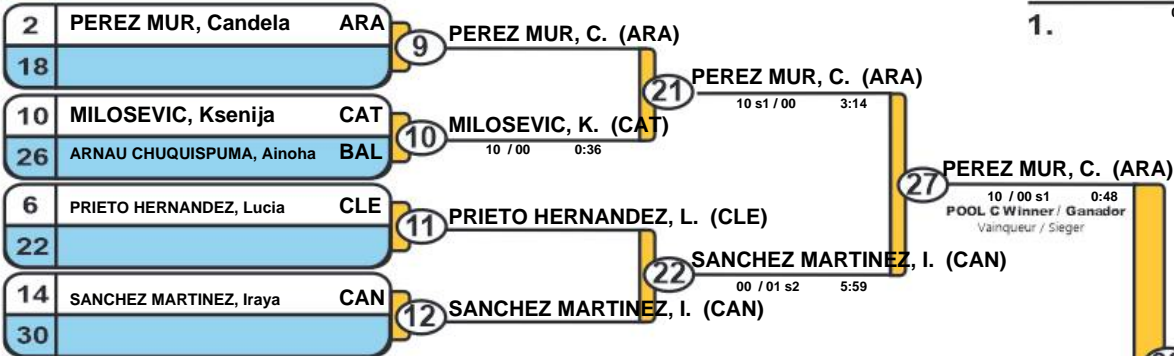 2 PEREZ MUR, Candela ARA
18
9 PEREZ MUR, C. (ARA)
10 MILOSEVIC, Ksenija CAT
26 ARNAU CHUQUISPUMA, Ainoha BAL
10 MILOSEVIC, K. (CAT)
10 / 00 0:36
21 PEREZ MUR, C. (ARA)
10 s1 / 00 3:14
6 PRIETO HERNANDEZ, Lucia CLE
22
11 PRIETO HERNANDEZ, L. (CLE)
14 SANCHEZ MARTINEZ, Iraya CAN
30
12 SANCHEZ MARTINEZ, I. (CAN)
22 SANCHEZ MARTINEZ, I. (CAN)
00 / 01 s2 5:59
27 PEREZ MUR, C. (ARA)
10 / 00 s1 0:48
POOL C Winner / Ganador
Vainqueur / Sieger
1.